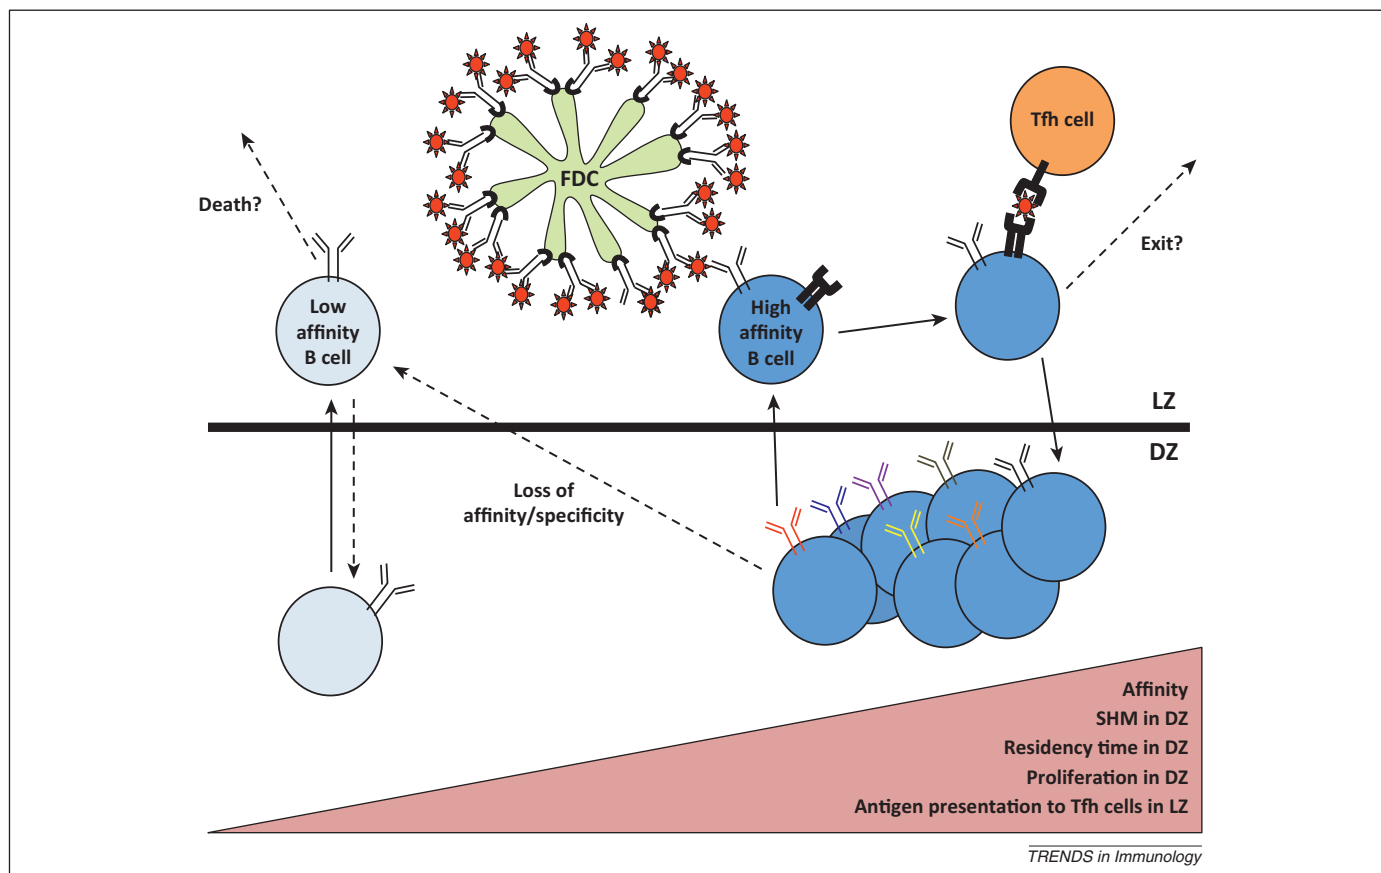 FDC
Tfh cell
Death?
Exit?
Low
affinity
B cell
High
affinity
B cell
LZ
DZ
Loss of
affinity/specificity
Affinity
SHM in DZ
Residency time in DZ
Proliferation in DZ
Antigen presentation to Tfh cells in LZ
TRENDS in Immunology